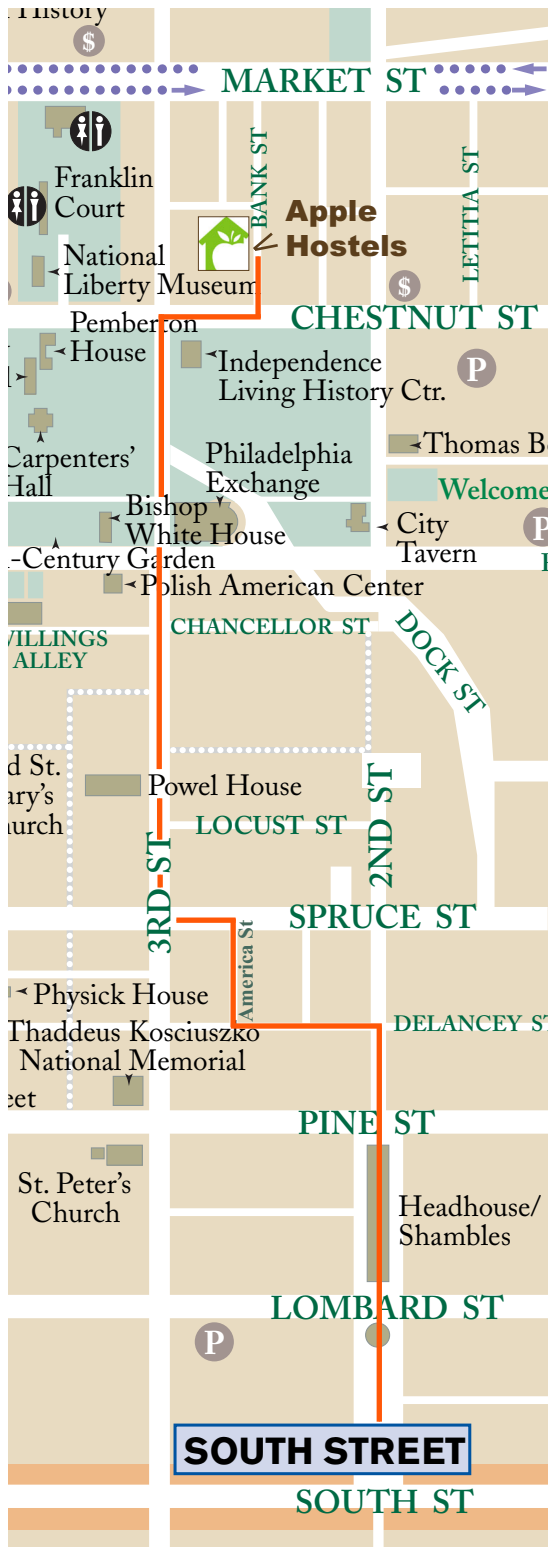 History
$
MARKET ST
BANK ST
LETITIA ST
Franklin
Court
Apple
Hostels
National
Liberty Museum
$
CHESTNUT ST
Pemberton
House
Independence
Living History Ctr.
P
Carpenters'
Hall
Philadelphia
Exchange
Thomas B
Welcome
Bishop
White House
City
Tavern
P
-Century Garden
Polish American Center
CHANCELLOR ST
WILLINGS
ALLEY
DOCK ST
d St.
ary's
hurch
Powel House
2ND ST
LOCUST ST
3RD ST
SPRUCE ST
America St
Physick House
DELANCEY ST
Thaddeus Kosciuszko
National Memorial
eet
PINE ST
St. Peter's
Church
Headhouse/
Shambles
LOMBARD ST
P
SOUTH STREET
SOUTH ST